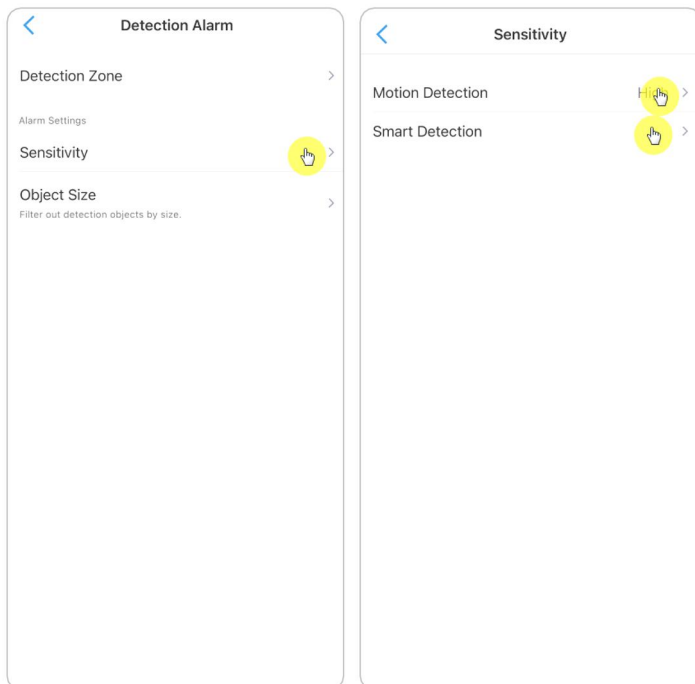 Detection Alarm
Detection Zone
Alarm Settings
Sensitivity
Object Size
Filter out detection objects by size.
Sensitivity
Motion Detection
High
Smart Detection